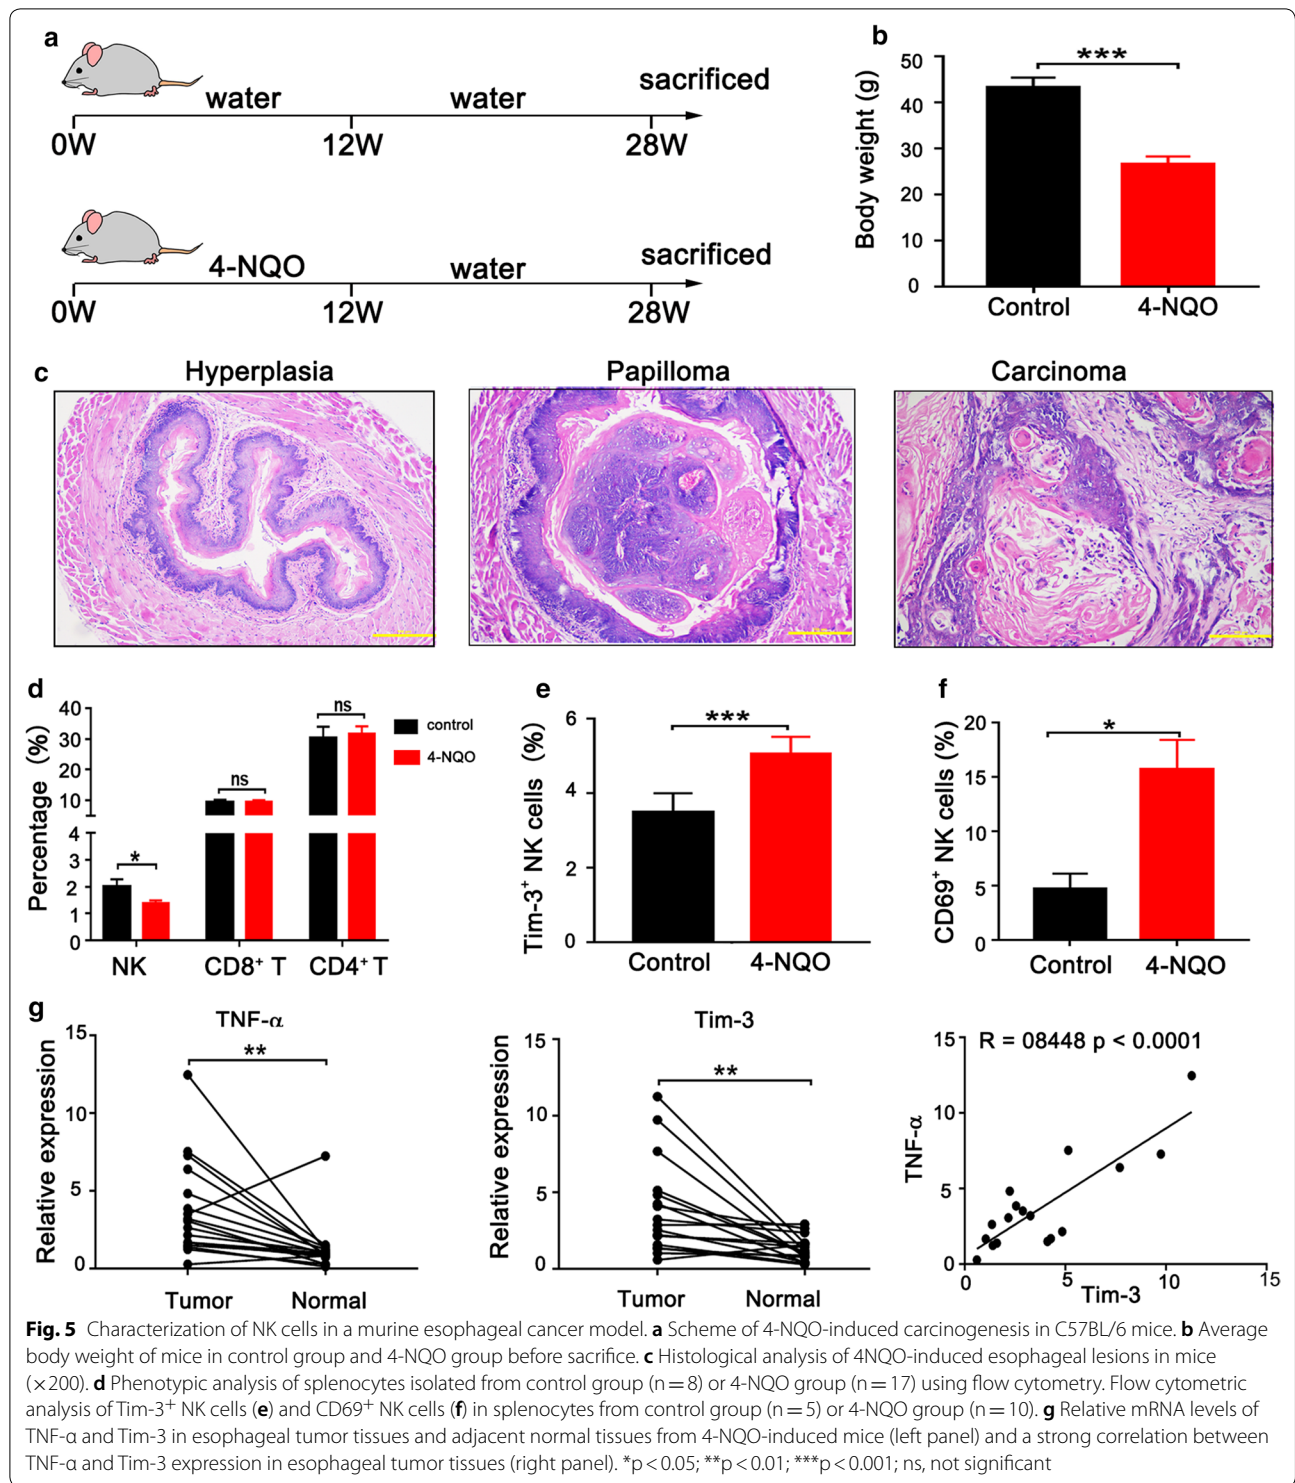 a
water
water
sacrificed
0W
12W
28W
4-NQO
water
sacrificed
0W
12W
28W
b
Body weight (g)
50
40
30
20
10
0
***
Control
4-NQO
c
Hyperplasia
Papilloma
Carcinoma
d
Percentage (%)
40
30
20
10
4
3
2
1
0
*
ns
ns
control
4-NQO
NK
CD8⁺ T
CD4⁺ T
e
Tim-3⁺ NK cells (%)
6
4
2
0
***
Control
4-NQO
f
CD69⁺ NK cells (%)
20
15
10
5
0
*
Control
4-NQO
g
TNF-α
Relative expression
15
10
5
0
**
Tumor
Normal
Tim-3
Relative expression
15
10
5
0
**
Tumor
Normal
R = 08448 p < 0.0001
TNF-α
15
10
5
0
0
5
10
15
Tim-3
Fig. 5 Characterization of NK cells in a murine esophageal cancer model. a Scheme of 4-NQO-induced carcinogenesis in C57BL/6 mice. b Average
body weight of mice in control group and 4-NQO group before sacrifice. c Histological analysis of 4NQO-induced esophageal lesions in mice
(×200). d Phenotypic analysis of splenocytes isolated from control group (n = 8) or 4-NQO group (n = 17) using flow cytometry. Flow cytometric
analysis of Tim-3⁺ NK cells (e) and CD69⁺ NK cells (f) in splenocytes from control group (n = 5) or 4-NQO group (n = 10). g Relative mRNA levels of
TNF-α and Tim-3 in esophageal tumor tissues and adjacent normal tissues from 4-NQO-induced mice (left panel) and a strong correlation between
TNF-α and Tim-3 expression in esophageal tumor tissues (right panel). *p < 0.05; **p < 0.01; ***p < 0.001; ns, not significant